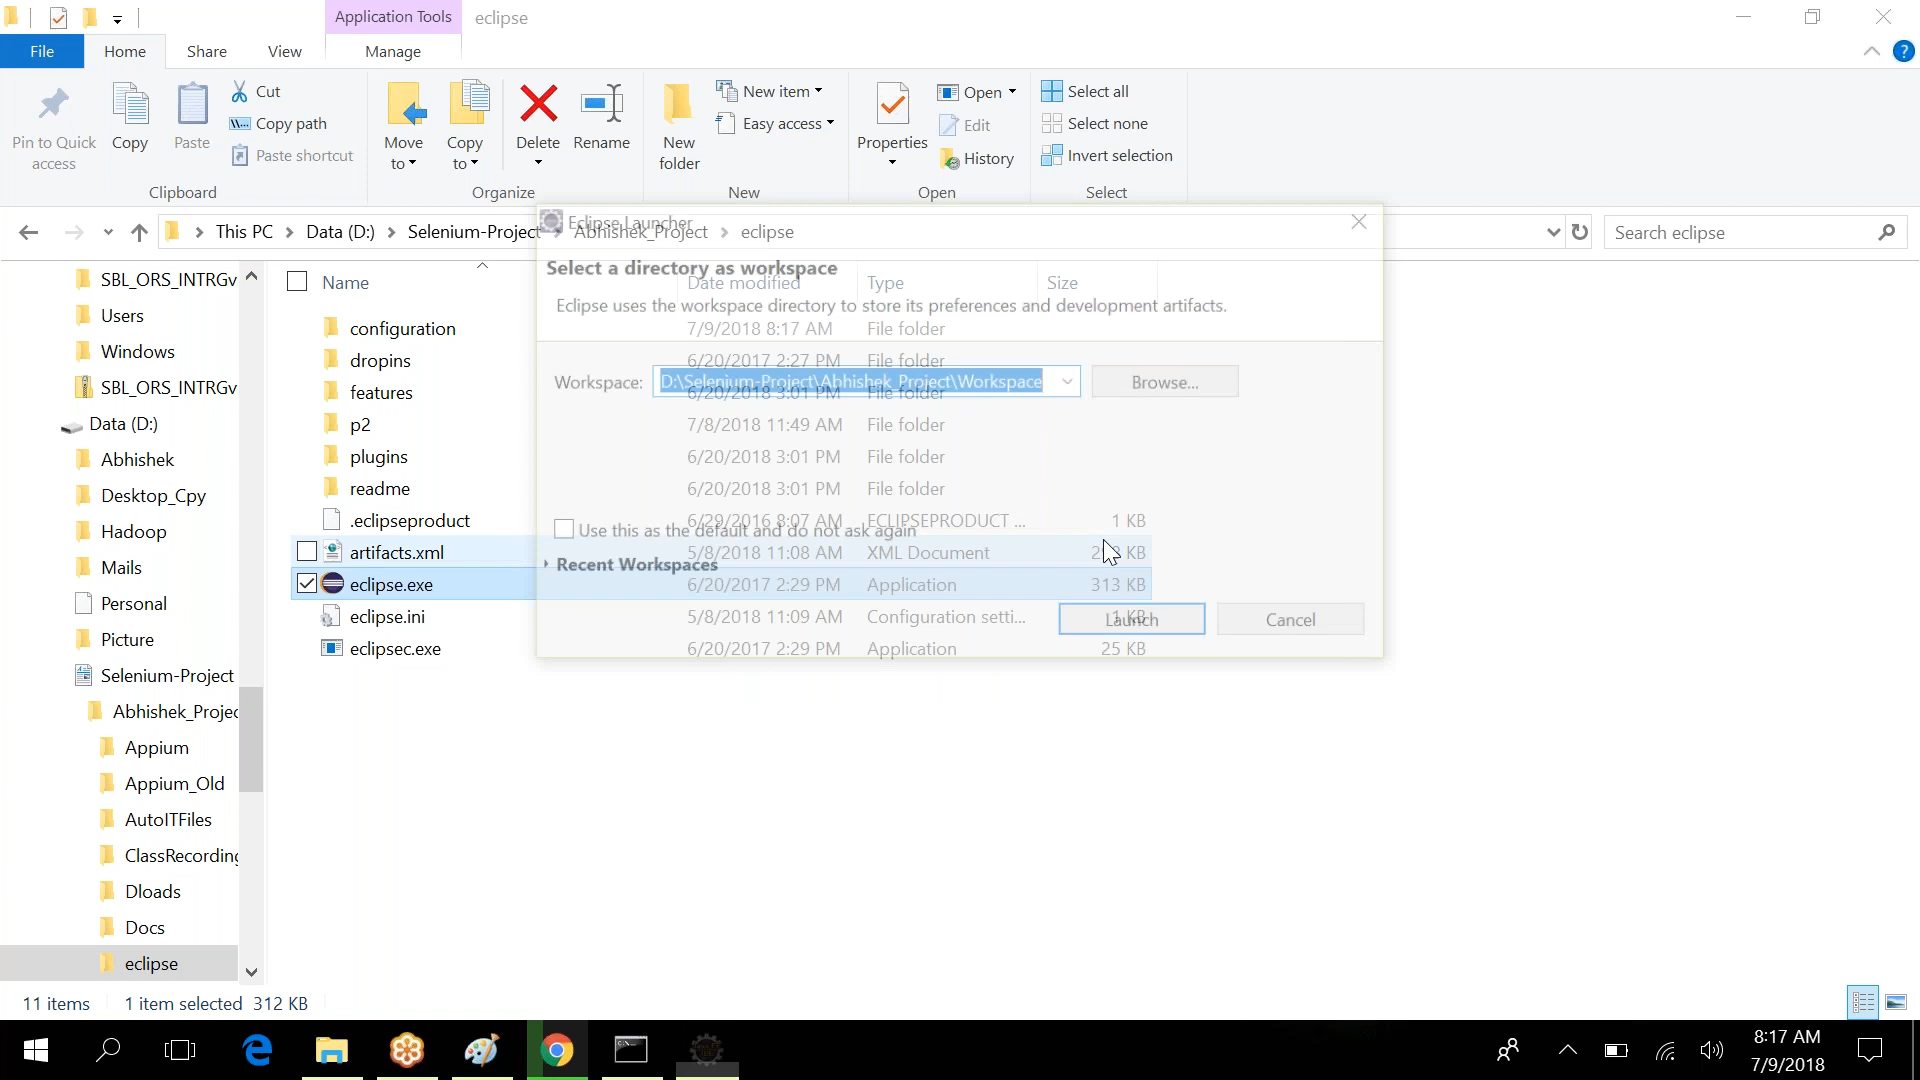 Application Tools
eclipse
File
Home
Share
View
Manage
?
Pin to Quick
access
Copy
Paste
Cut
Copy path
Paste shortcut
Clipboard
Move
to
Copy
to
Delete
Rename
Organize
New
folder
New item
Easy access
New
Properties
Open
Edit
History
Open
Select all
Select none
Invert selection
Select
This PC
Data (D:)
Selenium-Project
Abhishek_Project
eclipse
Search eclipse
Eclipse Launcher
Select a directory as workspace
Eclipse uses the workspace directory to store its preferences and development artifacts.
Workspace:
D:\Selenium-Project\Abhishek_Project\Workspace
Browse...
Use this as the default and do not ask again
Recent Workspaces
Launch
Cancel
Name
Date modified
Type
Size
configuration 7/9/2018 8:17 AM File folder
dropins 6/20/2017 2:27 PM File folder
features 6/20/2018 3:01 PM File folder
p2 7/8/2018 11:49 AM File folder
plugins 6/20/2018 3:01 PM File folder
readme 6/20/2018 3:01 PM File folder
.eclipseproduct 6/29/2016 8:07 AM ECLIPSEPRODUCT ... 1 KB
artifacts.xml 5/8/2018 11:08 AM XML Document KB
eclipse.exe 6/20/2017 2:29 PM Application 313 KB
eclipse.ini 5/8/2018 11:09 AM Configuration setti... 1 KB
eclipsec.exe 6/20/2017 2:29 PM Application 25 KB
SBL_ORS_INTRGv
Users
Windows
SBL_ORS_INTRGv
Data (D:)
Abhishek
Desktop_Cpy
Hadoop
Mails
Personal
Picture
Selenium-Project
Abhishek_Projec
Appium
Appium_Old
AutoITFiles
ClassRecording
Dloads
Docs
eclipse
11 items
1 item selected 312 KB
8:17 AM
7/9/2018